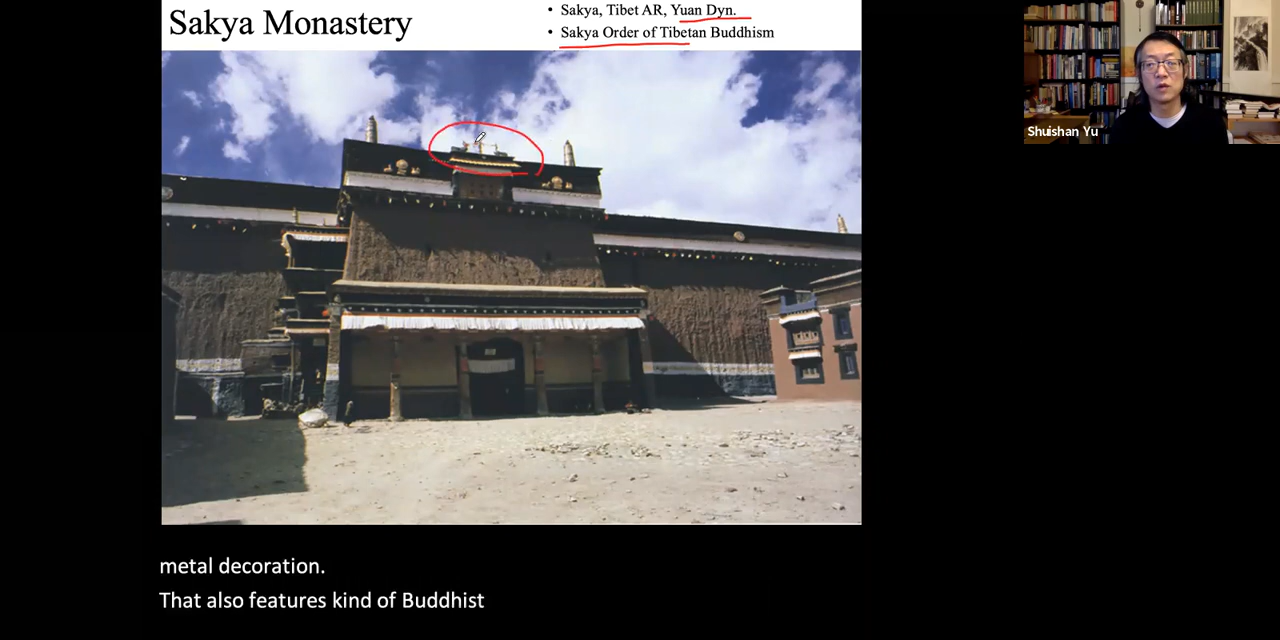 Sakya Monastery
• Sakya, Tibet AR, Yuan Dyn.
• Sakya Order of Tibetan Buddhism
Shuishan Yu
metal decoration.
That also features kind of Buddhist